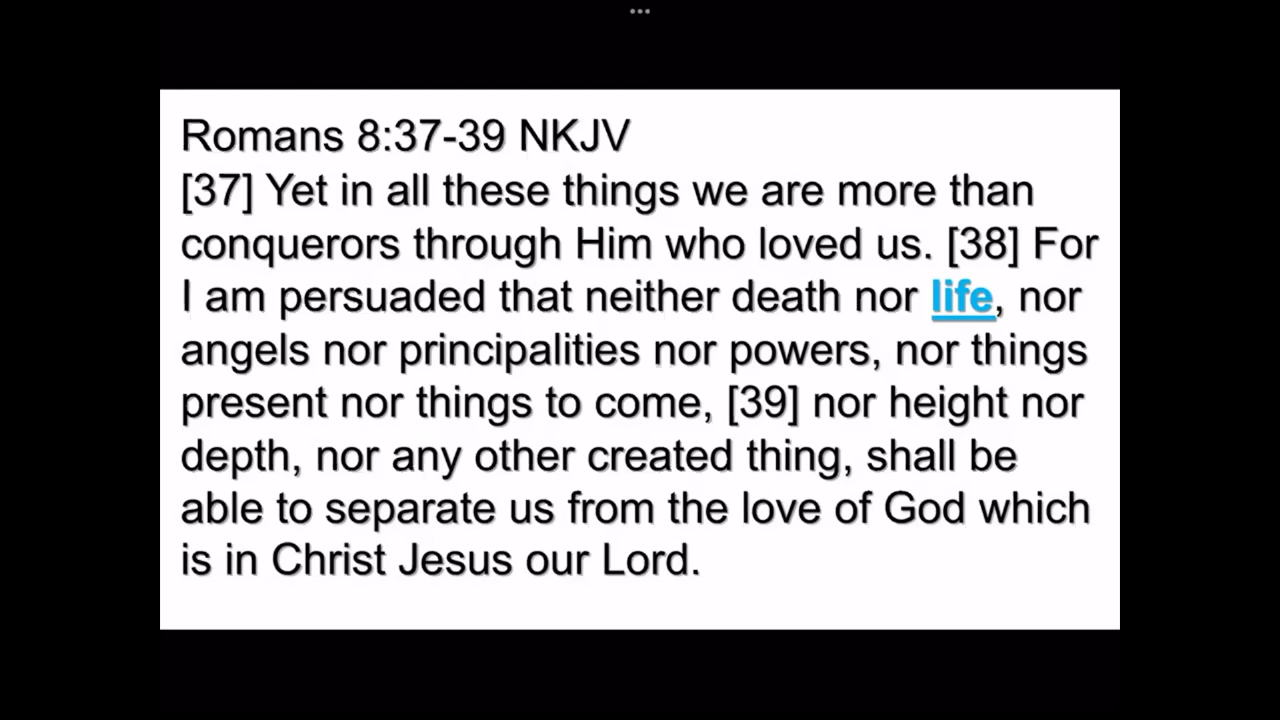 Romans 8:37-39 NKJV
[37] Yet in all these things we are more than
conquerors through Him who loved us. [38] For
I am persuaded that neither death nor life, nor
angels nor principalities nor powers, nor things
present nor things to come, [39] nor height nor
depth, nor any other created thing, shall be
able to separate us from the love of God which
is in Christ Jesus our Lord.